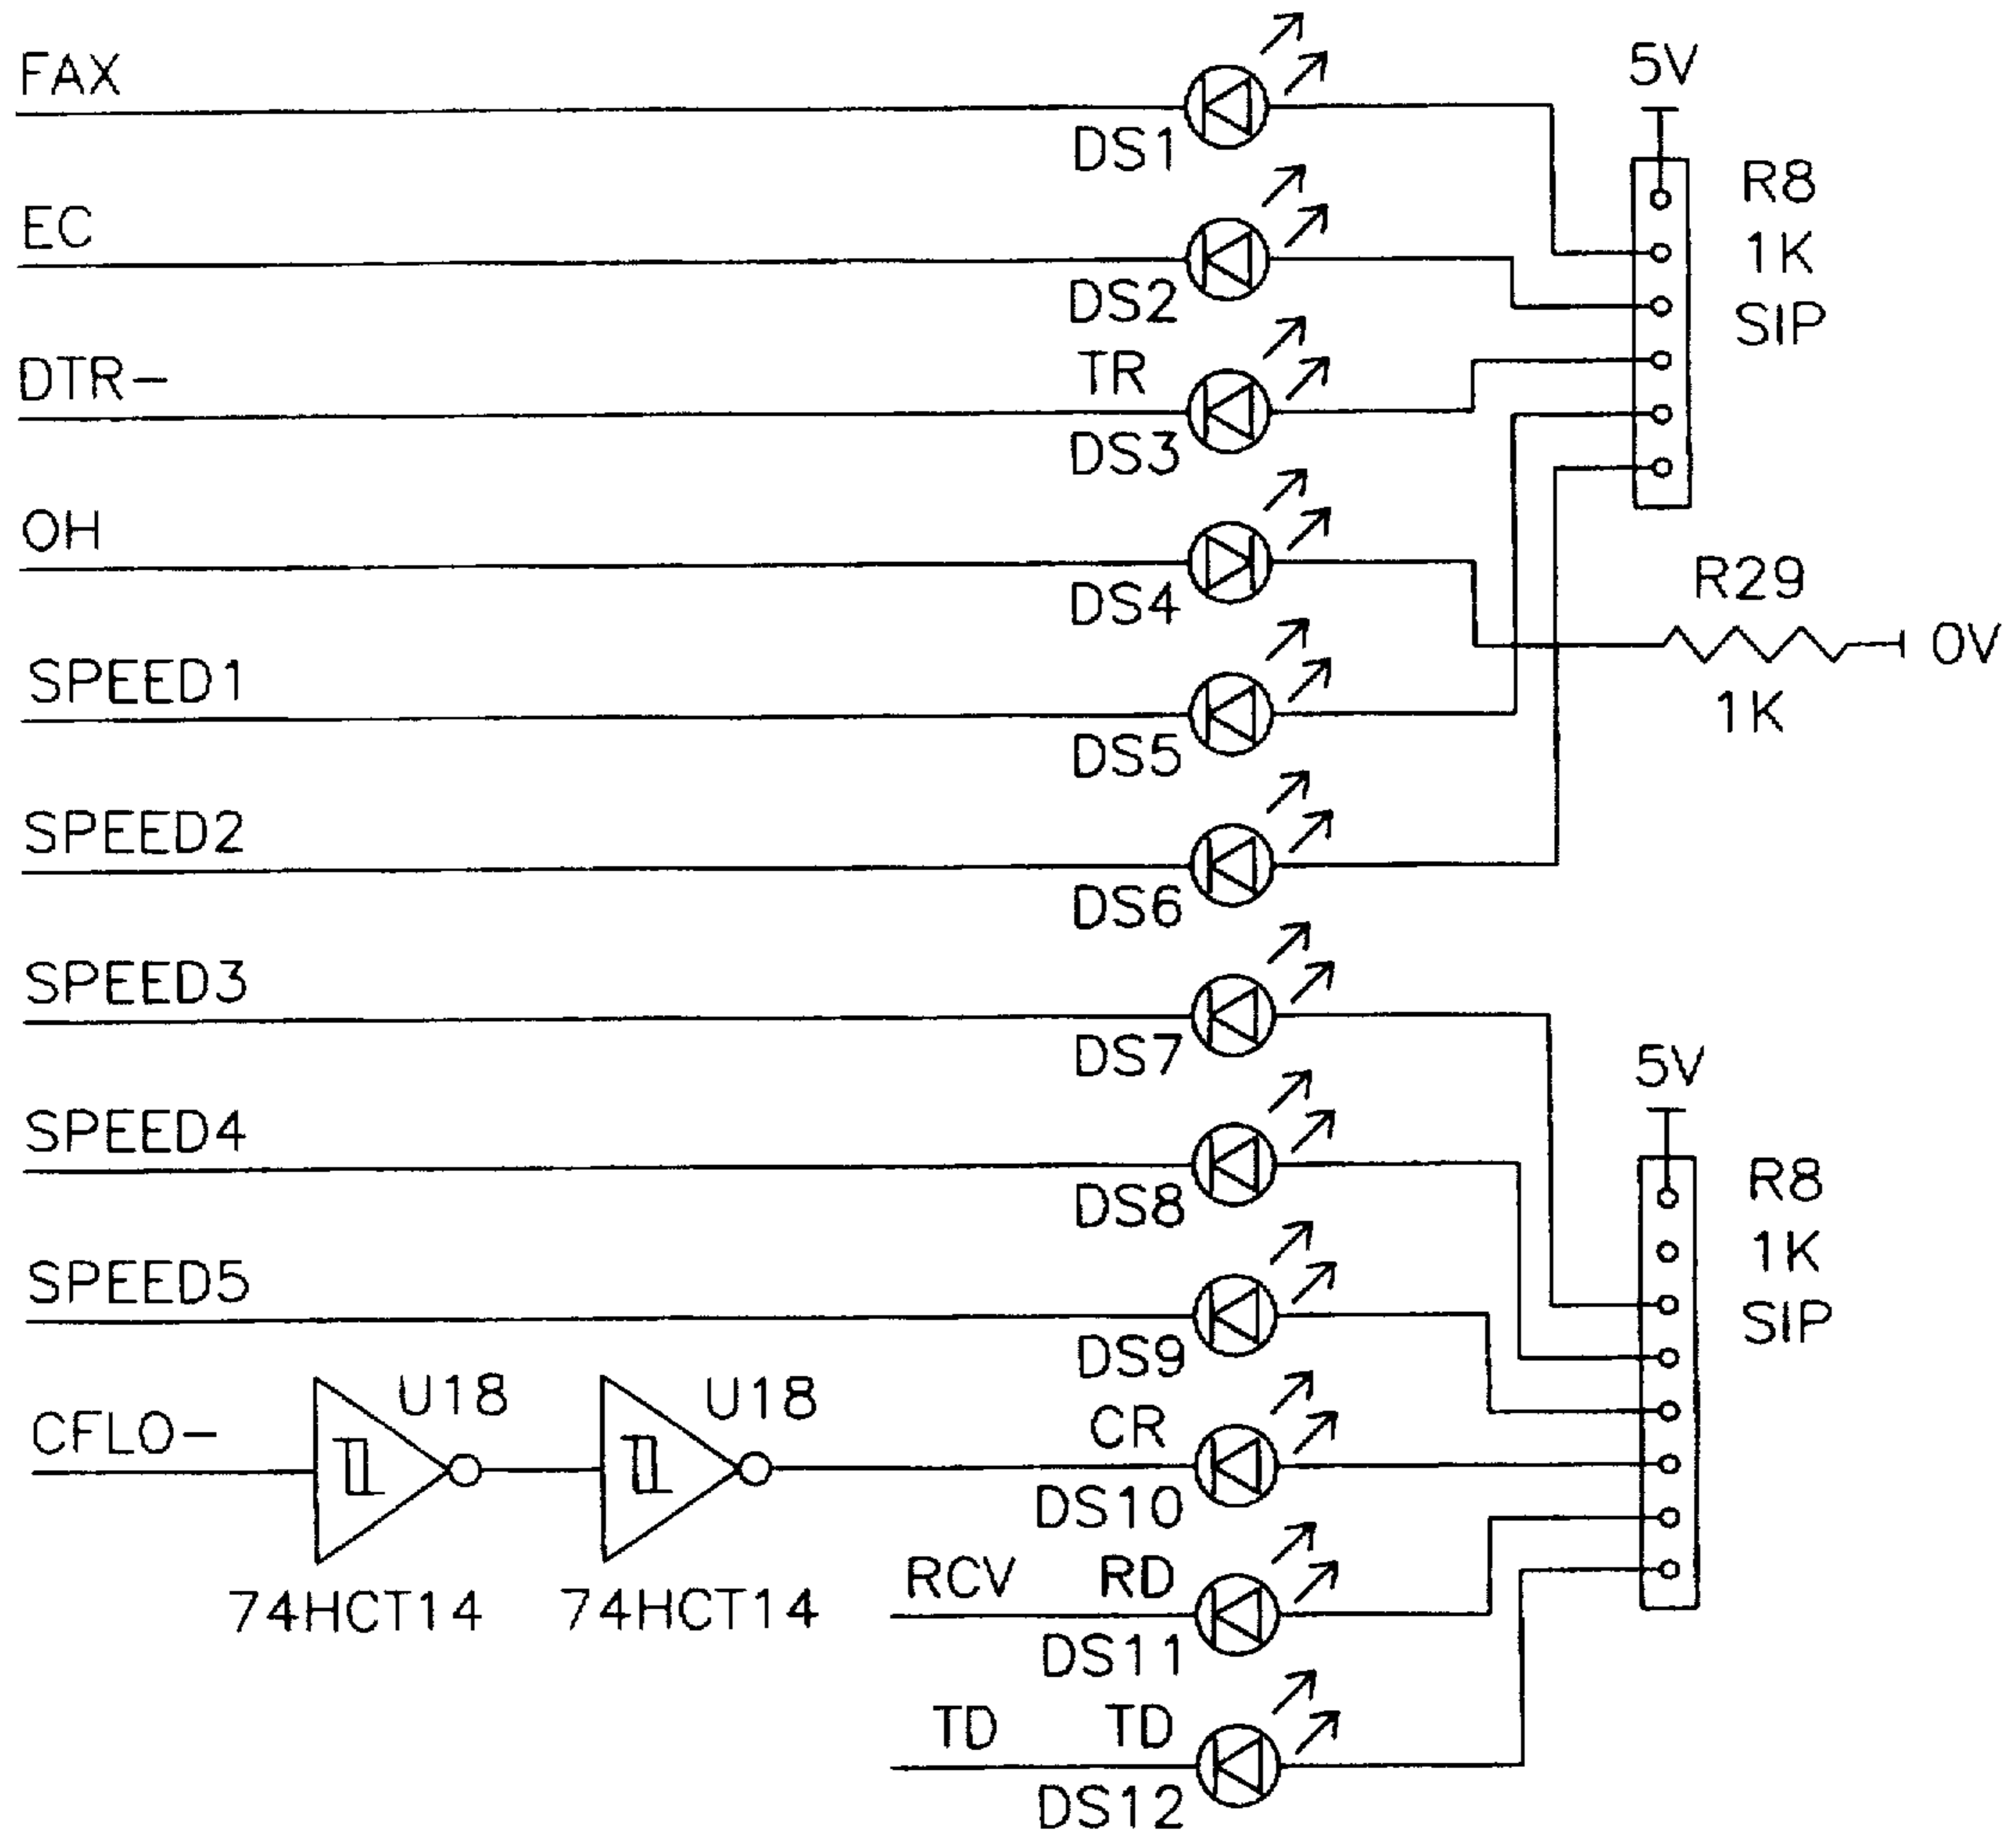 FAX
5V
DS1
R8
1K
SIP
EC
DS2
DTR-
TR
DS3
OH
DS4
R29
0V
1K
SPEED1
DS5
SPEED2
DS6
SPEED3
DS7
5V
SPEED4
DS8
R8
1K
SIP
SPEED5
DS9
CFLO-
U18
U18
CR
DS10
74HCT14
74HCT14
RCV
RD
DS11
TD
TD
DS12